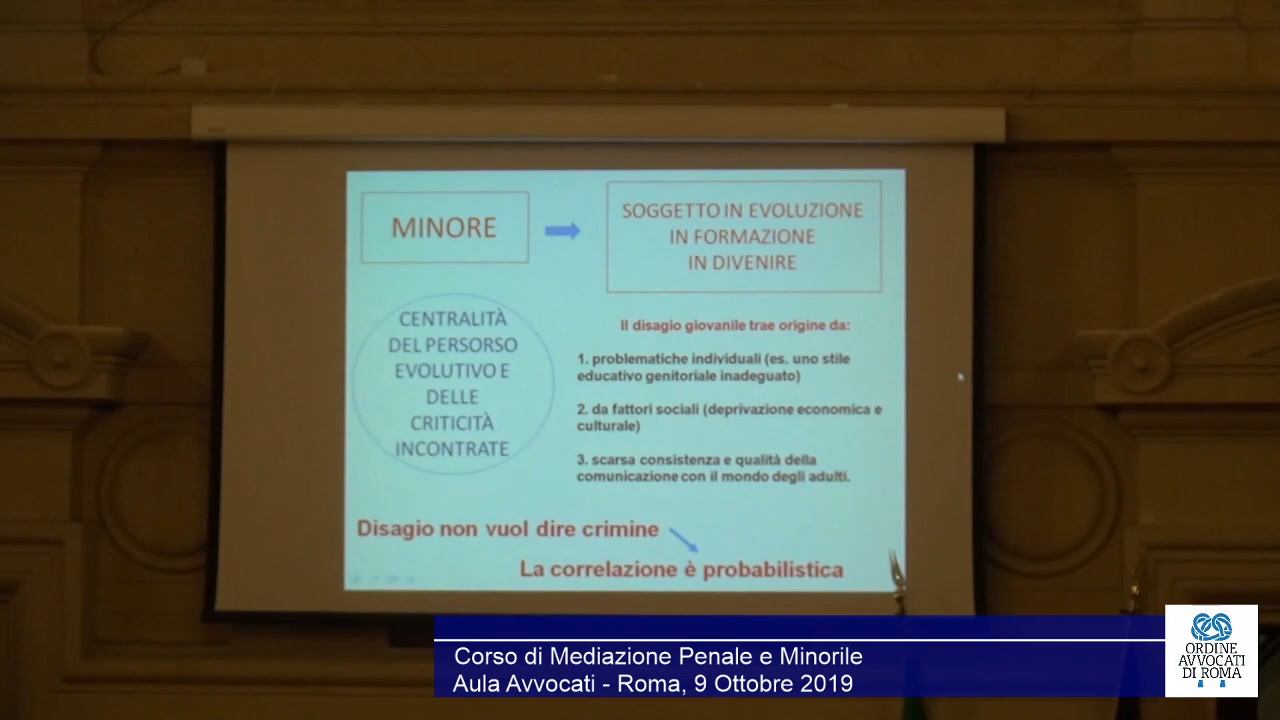 MINORE
SOGGETTO IN EVOLUZIONE
IN FORMAZIONE
IN DIVENIRE
CENTRALITÀ
DEL PERSORSO
EVOLUTIVO E
DELLE
CRITICITÀ
INCONTRATE
Il disagio giovanile trae origine da:
1. problematiche individuali (es. uno stile
educativo genitoriale inadeguato)
2. da fattori sociali (deprivazione economica e
culturale)
3. scarsa consistenza e qualità della
comunicazione con il mondo degli adulti.
Disagio non vuol dire crimine
La correlazione è probabilistica
Corso di Mediazione Penale e Minorile
Aula Avvocati - Roma, 9 Ottobre 2019
ORDINE
AVVOCATI
DI ROMA